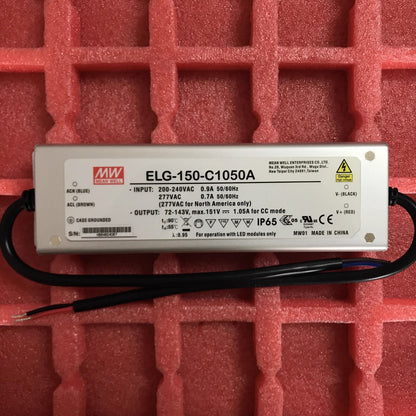 MW
MEAN WELL
ELG-150-C1050A
MEAN WELL ENTERPRISES CO., LTD.
No.28, Wuquan 3rd Rd., Wugu Dist.,
New Taipei City 24891, Taiwan
ACN (BLUE)
ACL (BROWN)
CASE GROUNDED
S/N:
INPUT: 200-240VAC 0.9A 50/60Hz
277VAC 0.7A 50/60Hz
(277VAC for North America only)
OUTPUT: 72-143V, max.151V 1.05A for CC mode
λ:0.95
For operation with LED modules only
IP65
V- (BLACK)
V+ (RED)
MW01 MADE IN CHINA